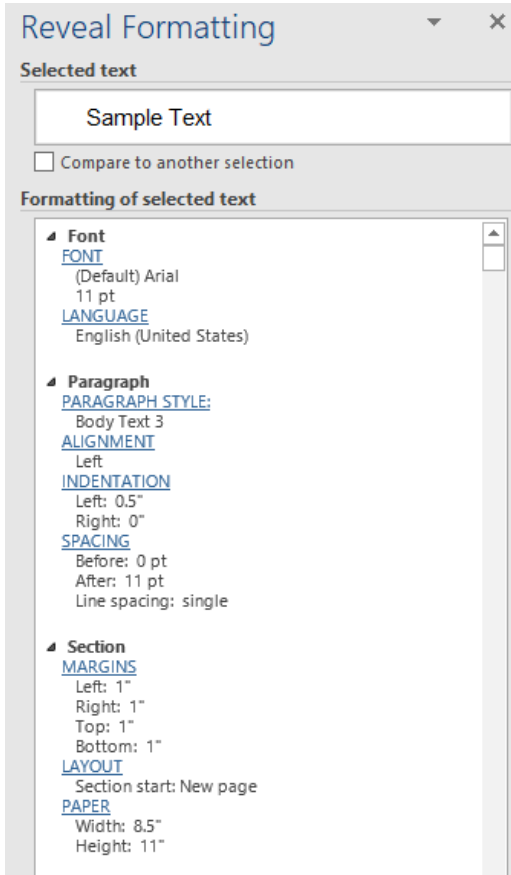 Reveal Formatting
Selected text
Sample Text
Compare to another selection
Formatting of selected text
Font
FONT
(Default) Arial
11 pt
LANGUAGE
English (United States)
Paragraph
PARAGRAPH STYLE:
Body Text 3
ALIGNMENT
Left
INDENTATION
Left: 0.5"
Right: 0"
SPACING
Before: 0 pt
After: 11 pt
Line spacing: single
Section
MARGINS
Left: 1"
Right: 1"
Top: 1"
Bottom: 1"
LAYOUT
Section start: New page
PAPER
Width: 8.5"
Height: 11"